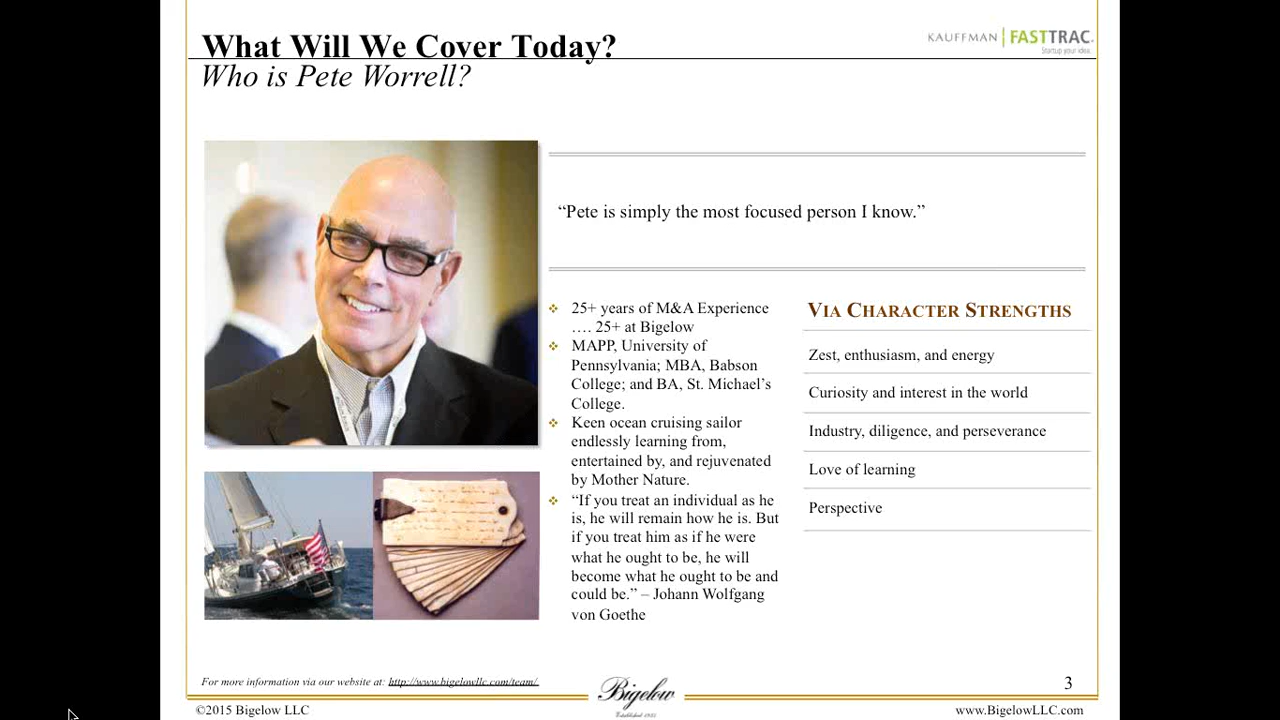 What Will We Cover Today?
Who is Pete Worrell?
KAUFFMAN | FASTTRAC.
Startup your idea.
“Pete is simply the most focused person I know.”
25+ years of M&A Experience
…. 25+ at Bigelow
MAPP, University of
Pennsylvania; MBA, Babson
College; and BA, St. Michael’s
College.
Keen ocean cruising sailor
endlessly learning from,
entertained by, and rejuvenated
by Mother Nature.
“If you treat an individual as he
is, he will remain how he is. But
if you treat him as if he were
what he ought to be, he will
become what he ought to be and
could be.” – Johann Wolfgang
von Goethe
VIA CHARACTER STRENGTHS
Zest, enthusiasm, and energy
Curiosity and interest in the world
Industry, diligence, and perseverance
Love of learning
Perspective
For more information via our website at: http://www.bigelowllc.com/team/.
Bigelow
3
©2015 Bigelow LLC
www.BigelowLLC.com